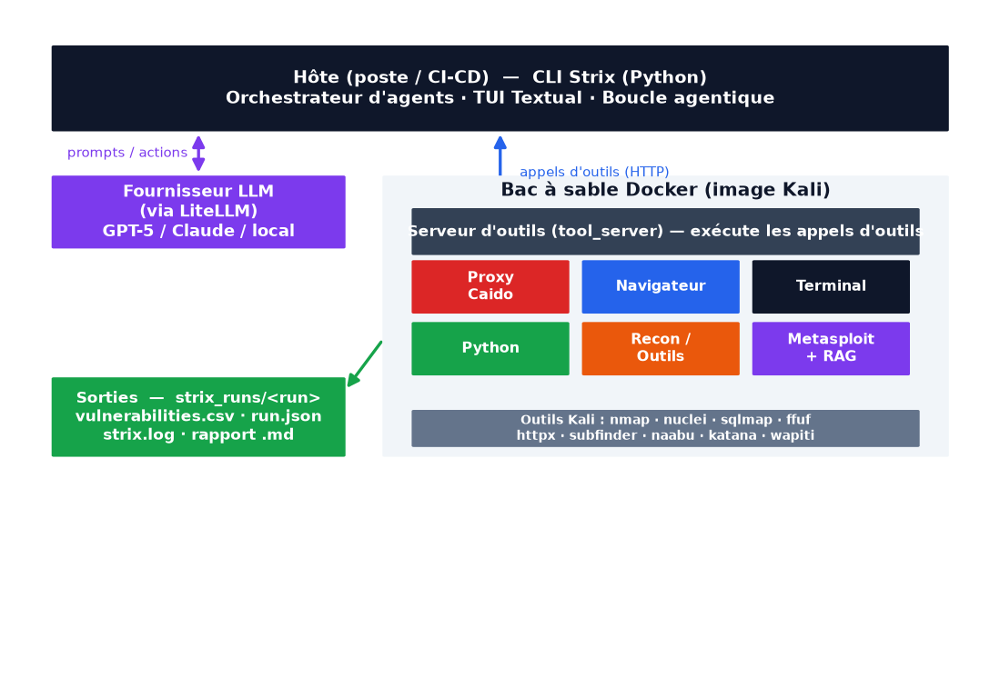 Hôte (poste / CI-CD)  —  CLI Strix (Python)
Orchestrateur d'agents · TUI Textual · Boucle agentique
prompts / actions
appels d'outils (HTTP)
Fournisseur LLM
(via LiteLLM)
GPT-5 / Claude / local
Bac à sable Docker (image Kali)
Serveur d'outils (tool_server) — exécute les appels d'outils
Proxy
Caido
Navigateur
Terminal
Python
Recon /
Outils
Metasploit
+ RAG
Sorties  —  strix_runs/<run>
vulnerabilities.csv · run.json
strix.log · rapport .md
Outils Kali : nmap · nuclei · sqlmap · ffuf
httpx · subfinder · naabu · katana · wapiti